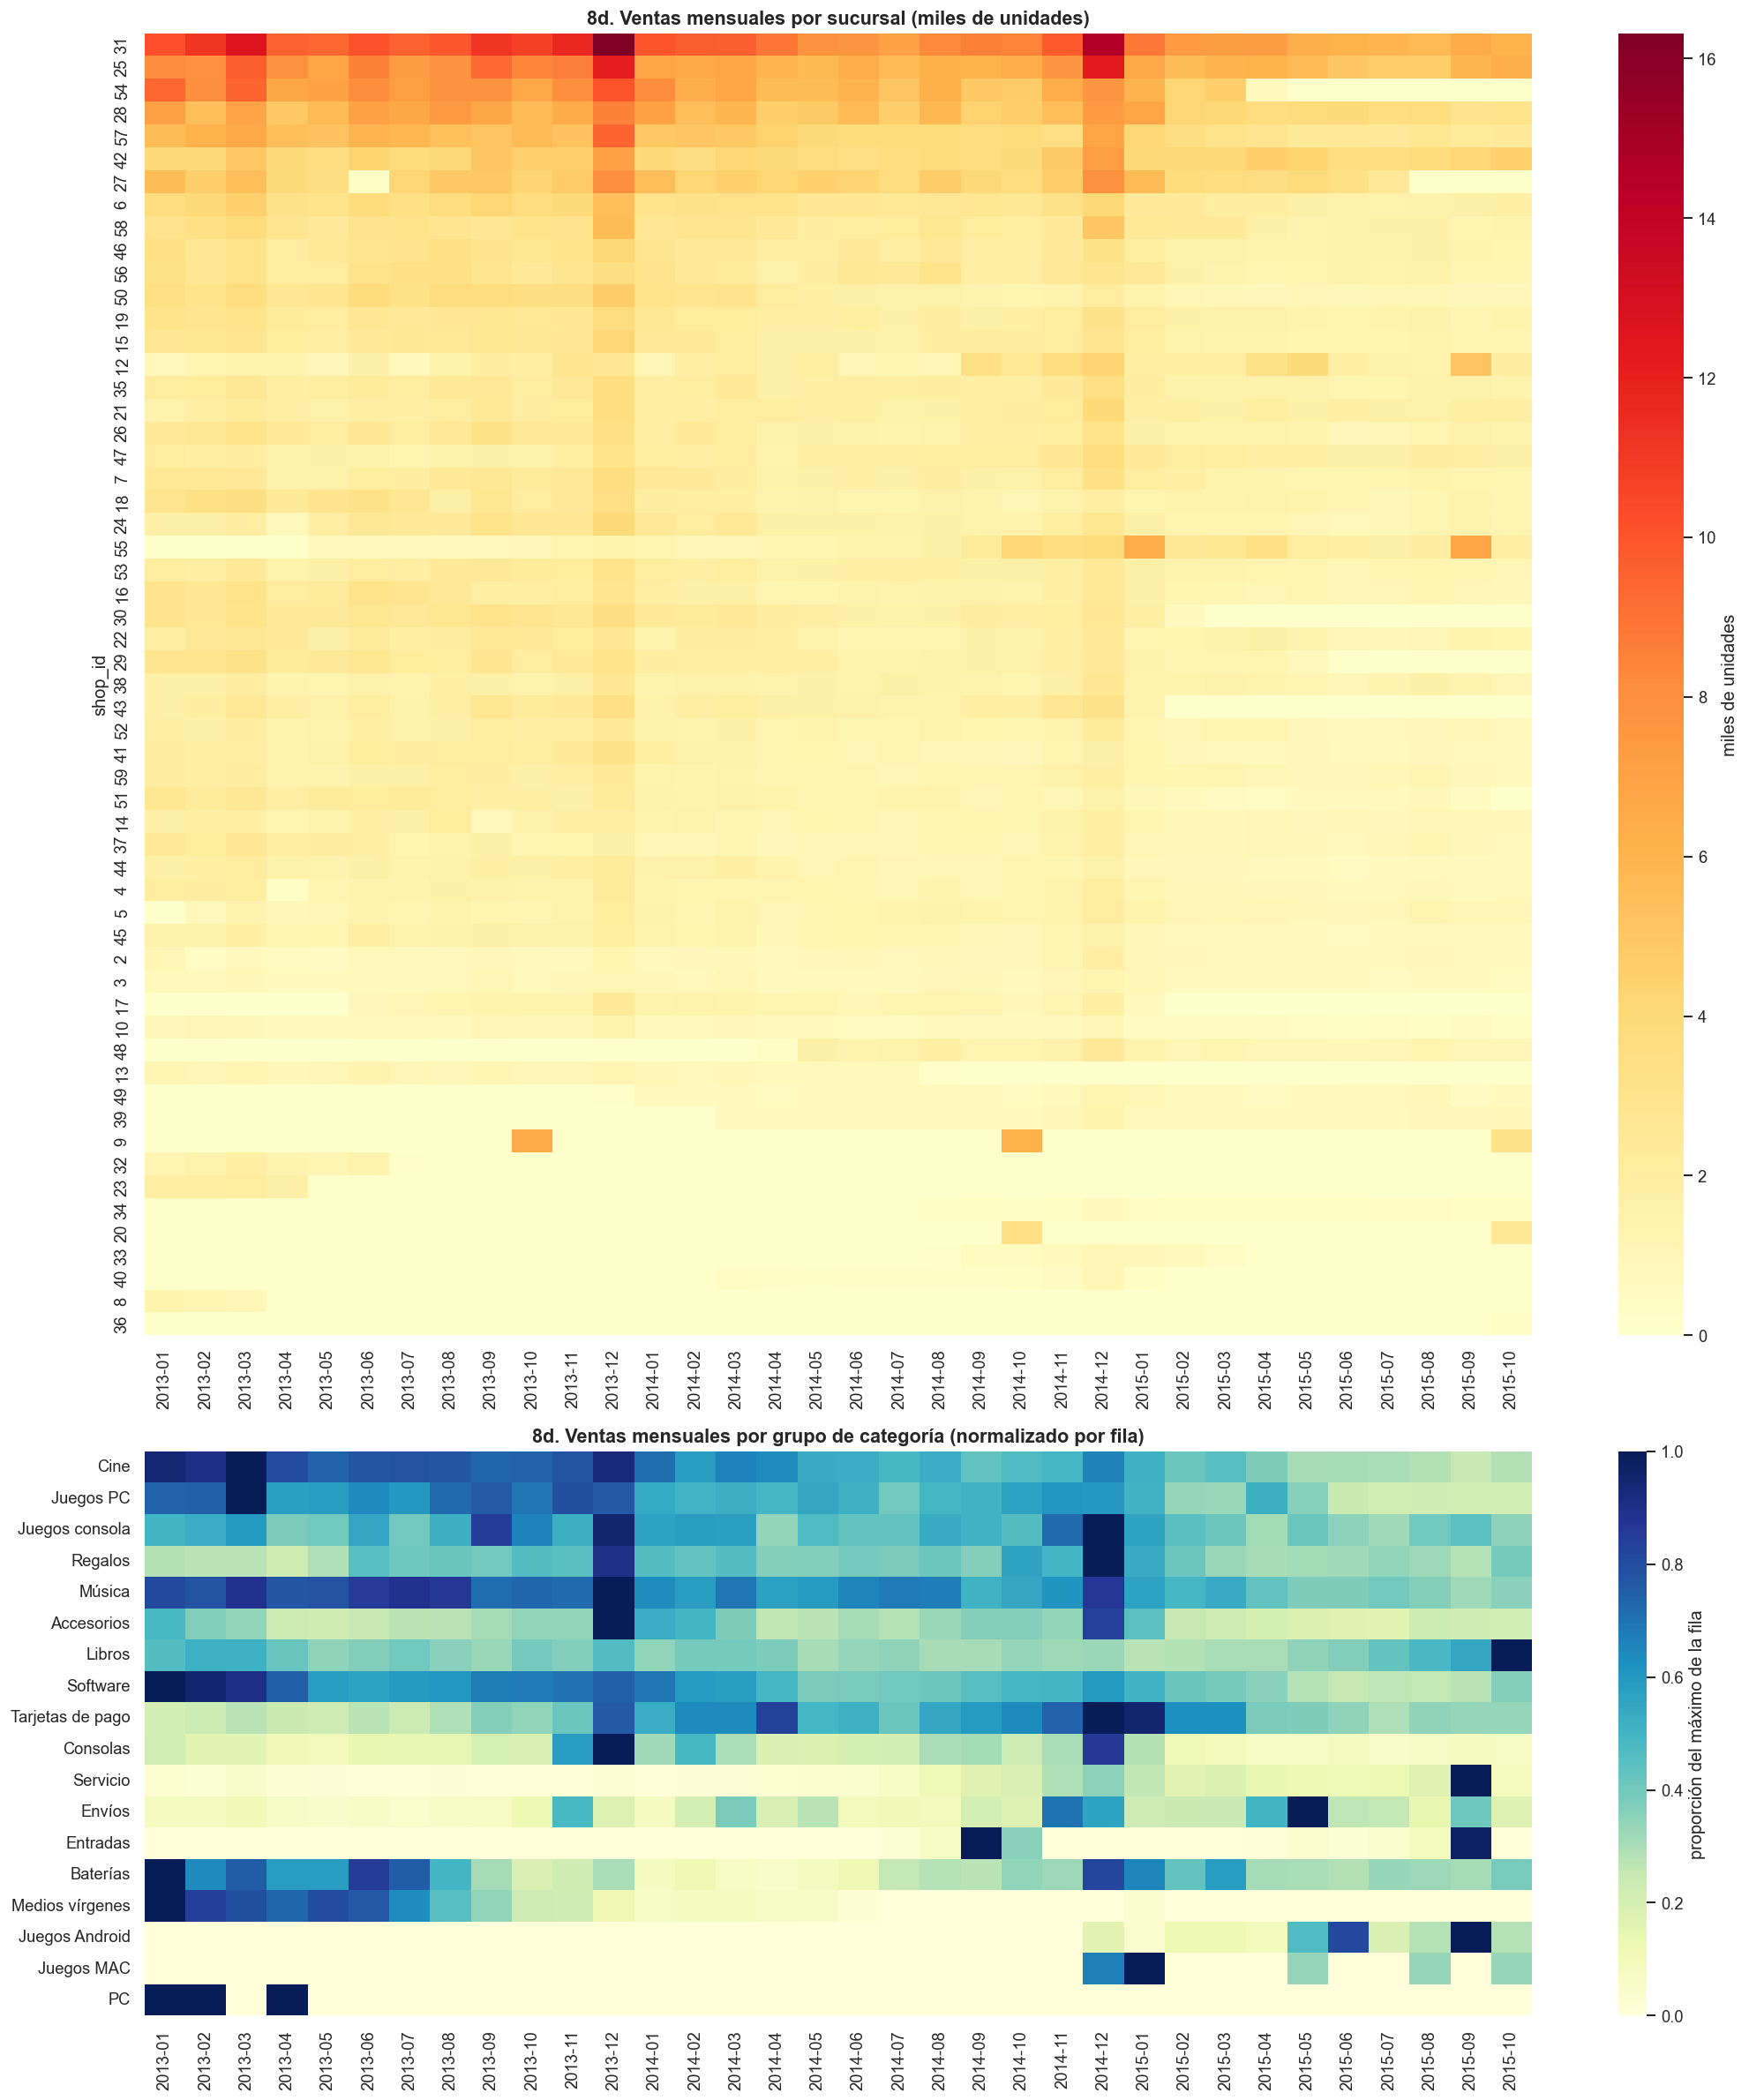 8d. Ventas mensuales por sucursal (miles de unidades)
31
25
54
28
57
42
27
6
58
46
56
50
19
15
12
35
21
26
47
7
18
24
55
53
16
30
22
29
38
43
52
41
59
51
14
37
44
4
5
45
2
3
17
10
48
13
49
39
9
32
23
34
20
33
40
8
36
shop_id
2013-01 2013-02 2013-03 2013-04 2013-05 2013-06 2013-07 2013-08 2013-09 2013-10 2013-11 2013-12 2014-01 2014-02 2014-03 2014-04 2014-05 2014-06 2014-07 2014-08 2014-09 2014-10 2014-11 2014-12 2015-01 2015-02 2015-03 2015-04 2015-05 2015-06 2015-07 2015-08 2015-09 2015-10
16
14
12
10
8
6
4
2
0
miles de unidades
8d. Ventas mensuales por grupo de categoría (normalizado por fila)
Cine
Juegos PC
Juegos consola
Regalos
Música
Accesorios
Libros
Software
Tarjetas de pago
Consolas
Servicio
Envíos
Entradas
Baterías
Medios vírgenes
Juegos Android
Juegos MAC
PC
2013-01 2013-02 2013-03 2013-04 2013-05 2013-06 2013-07 2013-08 2013-09 2013-10 2013-11 2013-12 2014-01 2014-02 2014-03 2014-04 2014-05 2014-06 2014-07 2014-08 2014-09 2014-10 2014-11 2014-12 2015-01 2015-02 2015-03 2015-04 2015-05 2015-06 2015-07 2015-08 2015-09 2015-10
1.0
0.8
0.6
0.4
0.2
0.0
proporción del máximo de la fila